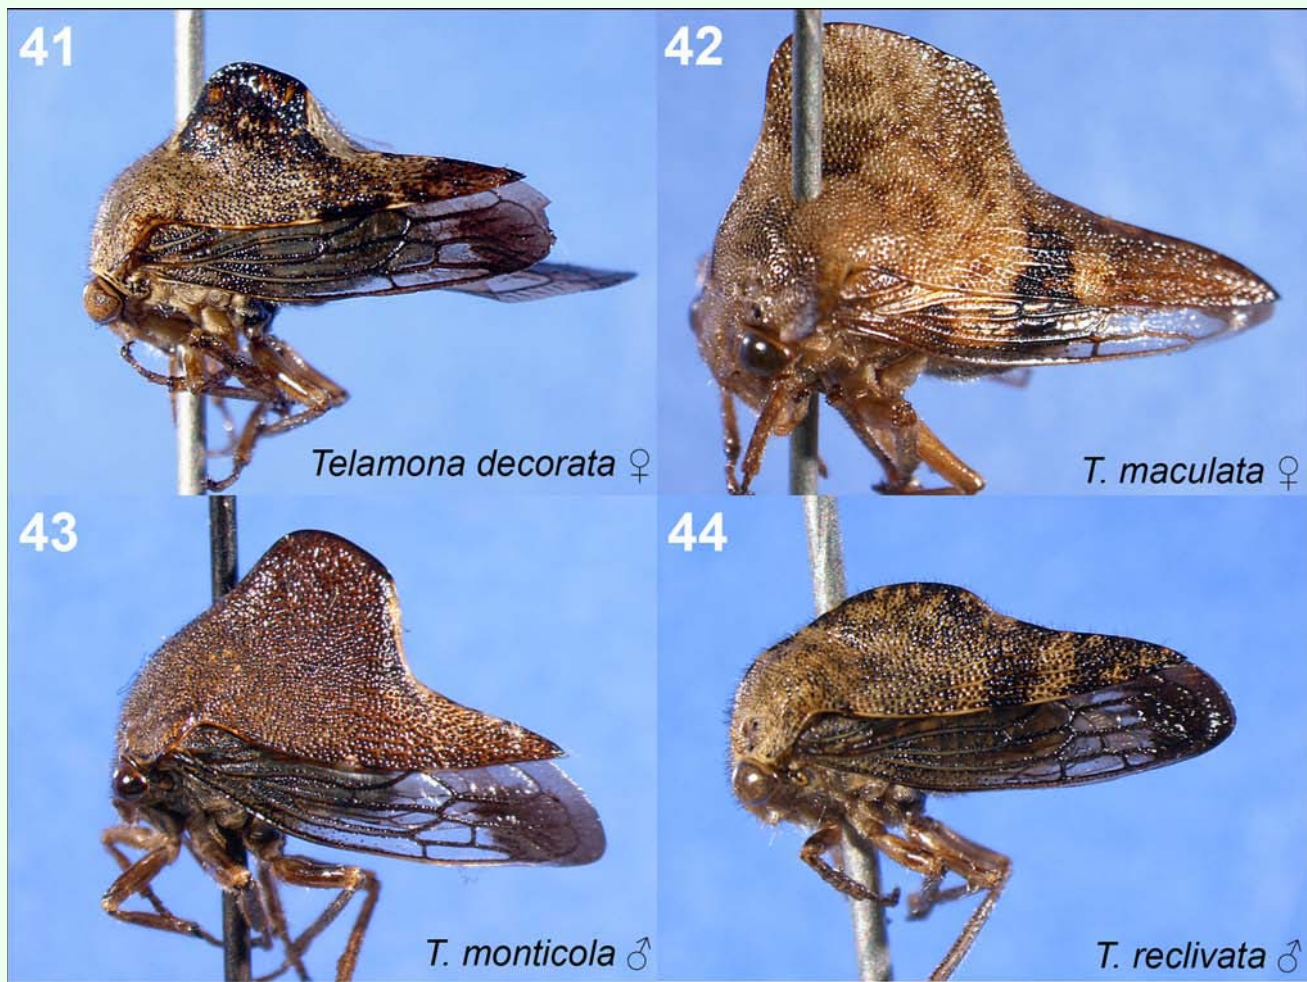 41
Telamona decorata ♀
42
T. maculata ♀
43
T. monticola ♂
44
T. reclivata ♂